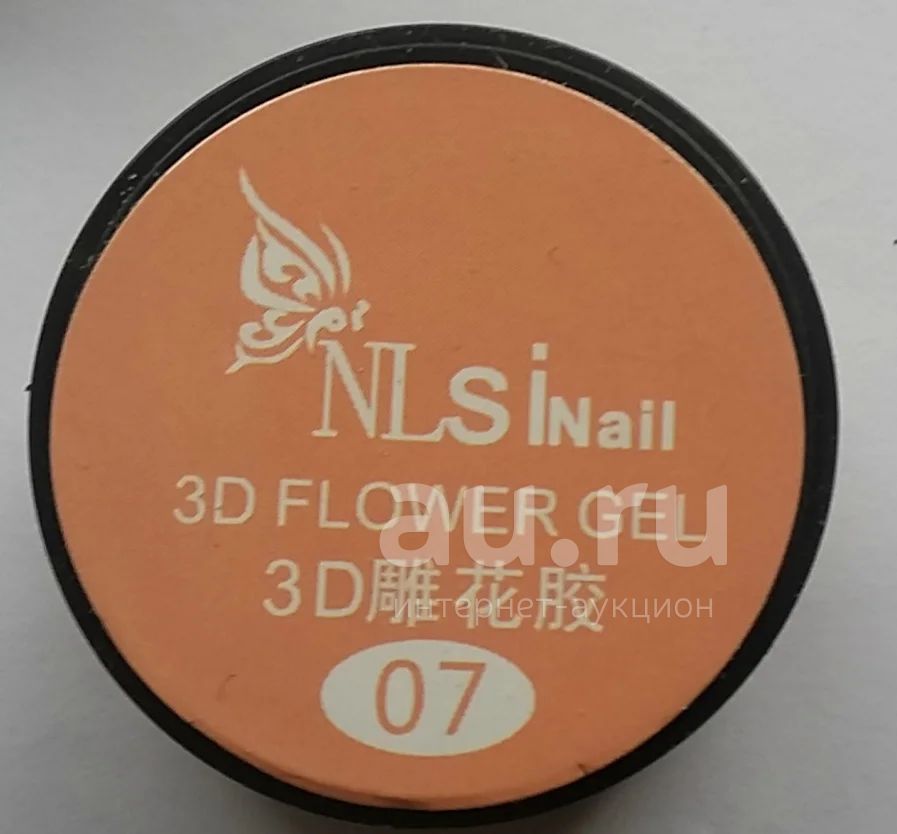 NLS iNail
3D FLOWER GEL
au.ru
3D雕花胶
интернет-аукцион
07